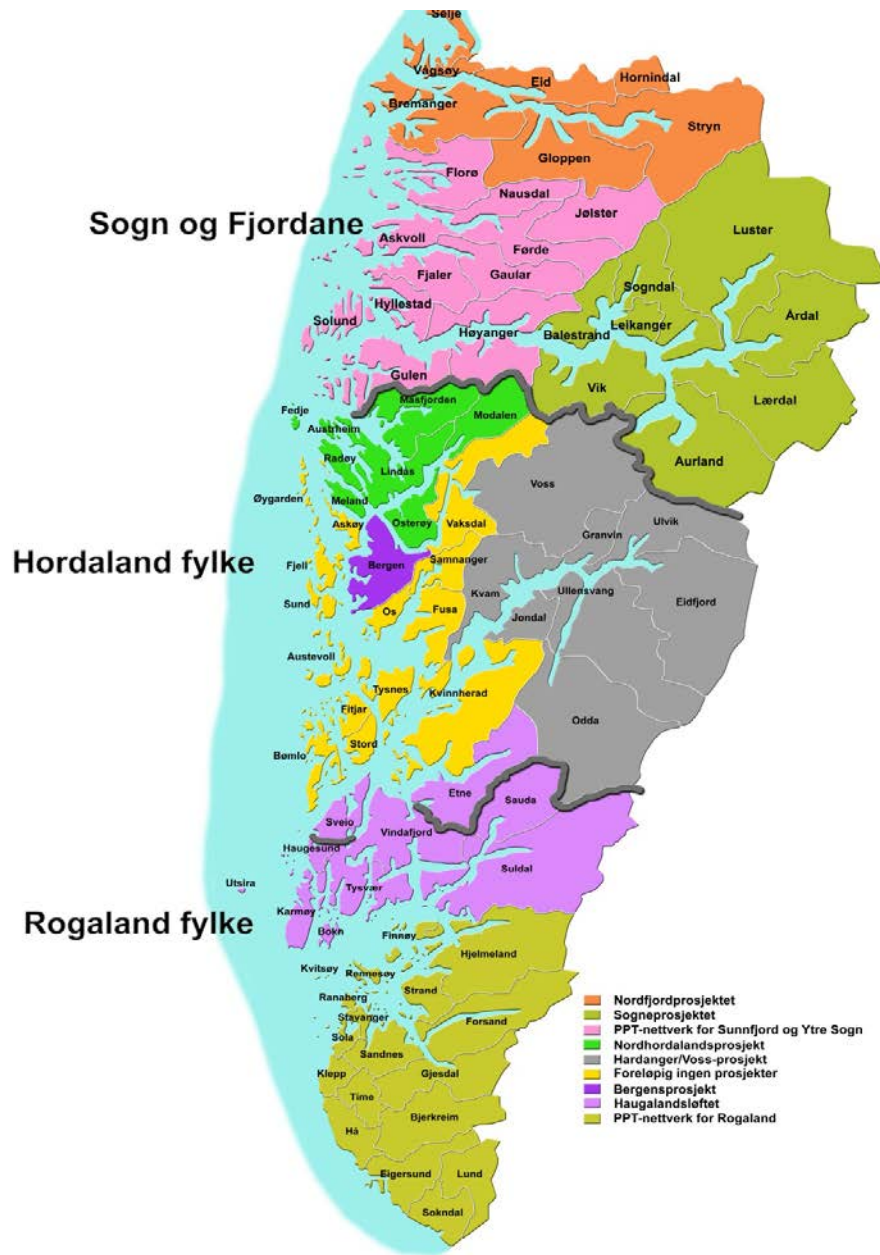 Selje
Vågsøy
Eid
Hornindal
Bremanger
Stryn
Gloppen
Florø
Nausdal
Jølster
Sogn og Fjordane
Askvoll
Førde
Luster
Fjaler
Gaular
Sogndal
Hyllestad
Solund
Høyanger
Balestrand
Leikanger
Årdal
Gulen
Vik
Lærdal
Masfjorden
Fedje
Modalen
Austrheim
Aurland
Radøy
Lindås
Voss
Meland
Øygarden
Askøy
Osterøy
Vaksdal
Granvin
Ulvik
Hordaland fylke
Fjell
Bergen
Samnanger
Kvam
Ullensvang
Eidfjord
Sund
Os
Fusa
Jondal
Austevoll
Tysnes
Kvinnherad
Fitjar
Odda
Stord
Bømlo
Etne
Sauda
Sveio
Vindafjord
Haugesund
Suldal
Utsira
Tysvær
Rogaland fylke
Karmøy
Bokn
Finnøy
Hjelmeland
Kvitsøy
Rennesøy
Strand
Ranaberg
Stavanger
Forsand
Sola
Sandnes
Klepp
Gjesdal
Time
Bjerkreim
Hå
Eigersund
Lund
Sokndal
Nordfjordprosjektet
Sogneprosjektet
PPT-nettverk for Sunnfjord og Ytre Sogn
Nordhordalandsprosjekt
Hardanger/Voss-prosjekt
Foreløpig ingen prosjekter
Bergensprosjekt
Haugalandsløftet
PPT-nettverk for Rogaland